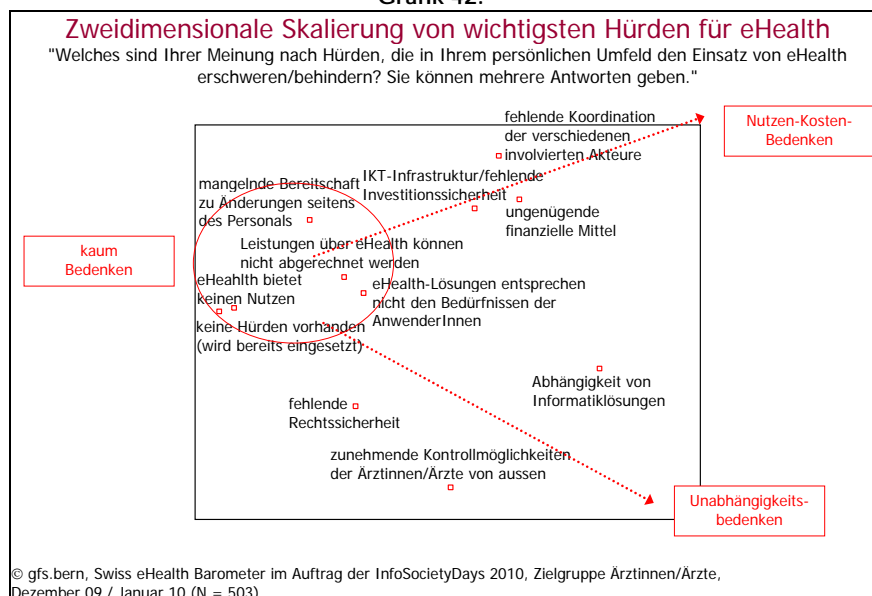 Grafik 42:
Zweidimensionale Skalierung von wichtigsten Hürden für eHealth
"Welches sind Ihrer Meinung nach Hürden, die in Ihrem persönlichen Umfeld den Einsatz von eHealth
erschweren/behindern? Sie können mehrere Antworten geben."
fehlende Koordination
der verschiedenen
involvierten Akteure
Nutzen-Kosten-
Bedenken
IKT-Infrastruktur/fehlende
Investitionssicherheit
mangelnde Bereitschaft
zu Änderungen seitens
des Personals
ungenügende
finanzielle Mittel
kaum
Bedenken
Leistungen über eHealth können
nicht abgerechnet werden
eHeahlth bietet
keinen Nutzen
eHealth-Lösungen entsprechen
nicht den Bedürfnissen der
AnwenderInnen
keine Hürden vorhanden
(wird bereits eingesetzt)
Abhängigkeit von
Informatiklösungen
fehlende
Rechtssicherheit
zunehmende Kontrollmöglichkeiten
der Ärztinnen/Ärzte von aussen
Unabhängigkeits-
bedenken
© gfs.bern, Swiss eHealth Barometer im Auftrag der InfoSocietyDays 2010, Zielgruppe Ärztinnen/Ärzte,
Dezember 09 / Januar 10 (N = 503)